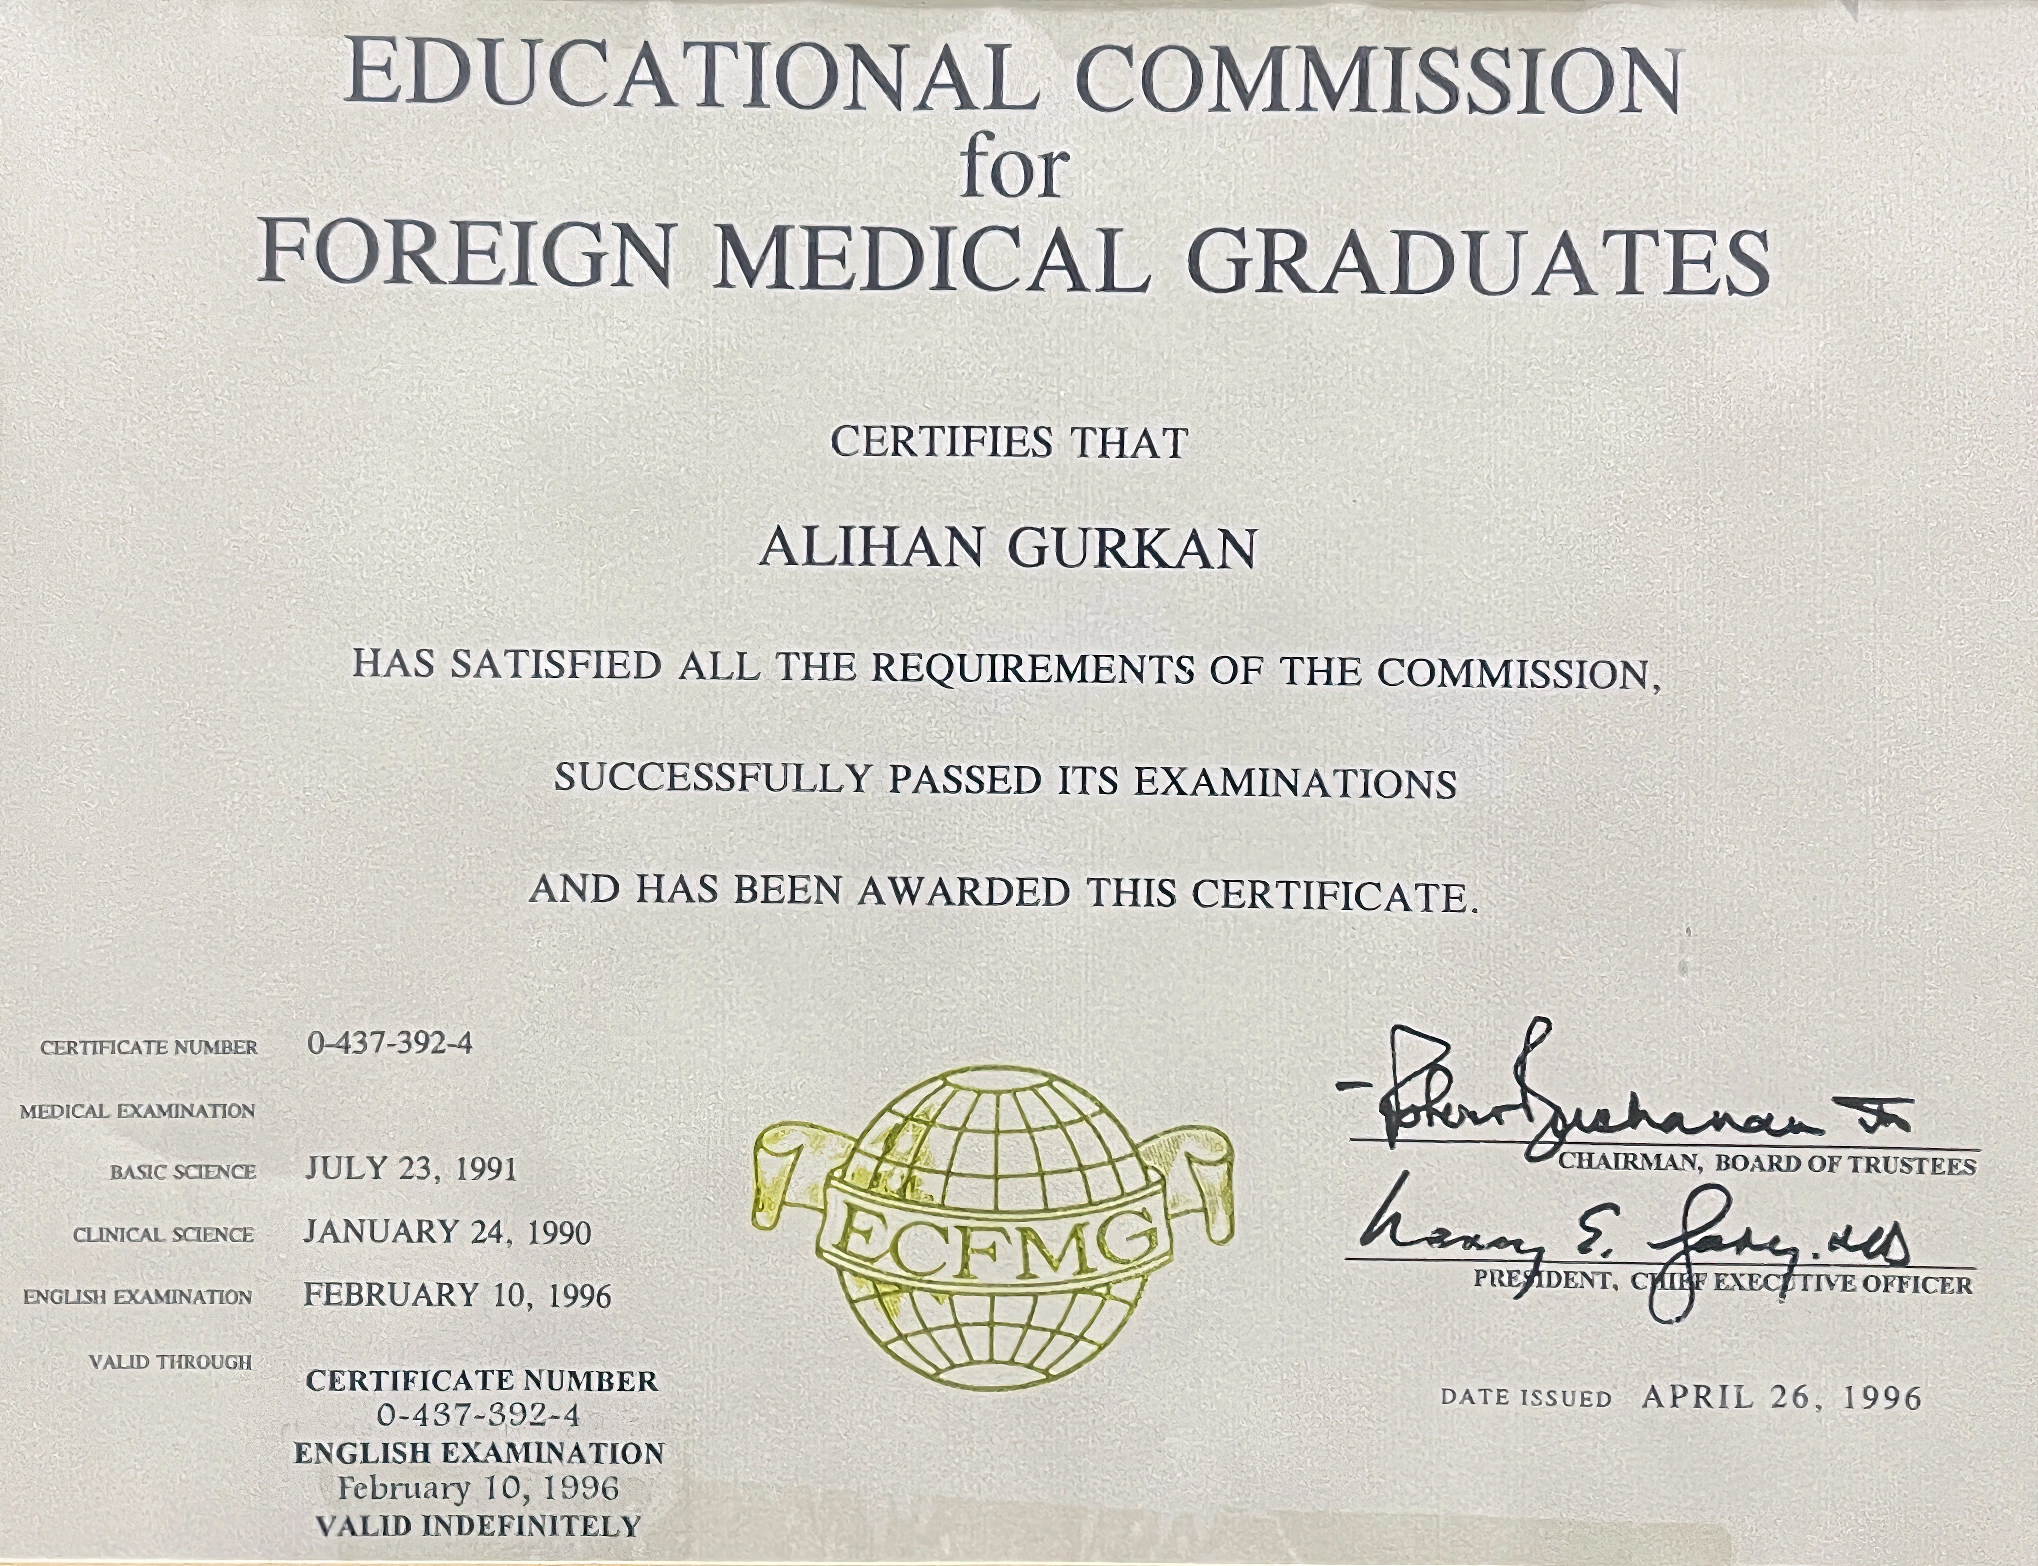 EDUCATIONAL COMMISSION
for
FOREIGN MEDICAL GRADUATES
CERTIFIES THAT
ALIHAN GURKAN
HAS SATISFIED ALL THE REQUIREMENTS OF THE COMMISSION,
SUCCESSFULLY PASSED ITS EXAMINATIONS
AND HAS BEEN AWARDED THIS CERTIFICATE.
CERTIFICATE NUMBER 0-437-392-4
MEDICAL EXAMINATION
BASIC SCIENCE JULY 23, 1991
CLINICAL SCIENCE JANUARY 24, 1990
ENGLISH EXAMINATION FEBRUARY 10, 1996
VALID THROUGH
CERTIFICATE NUMBER
0-437-392-4
ENGLISH EXAMINATION
February 10, 1996
VALID INDEFINITELY
ECFMG
Buchanan Jr
CHAIRMAN, BOARD OF TRUSTEES
Nancy E.
PRESIDENT, CHIEF EXECUTIVE OFFICER
DATE ISSUED APRIL 26, 1996